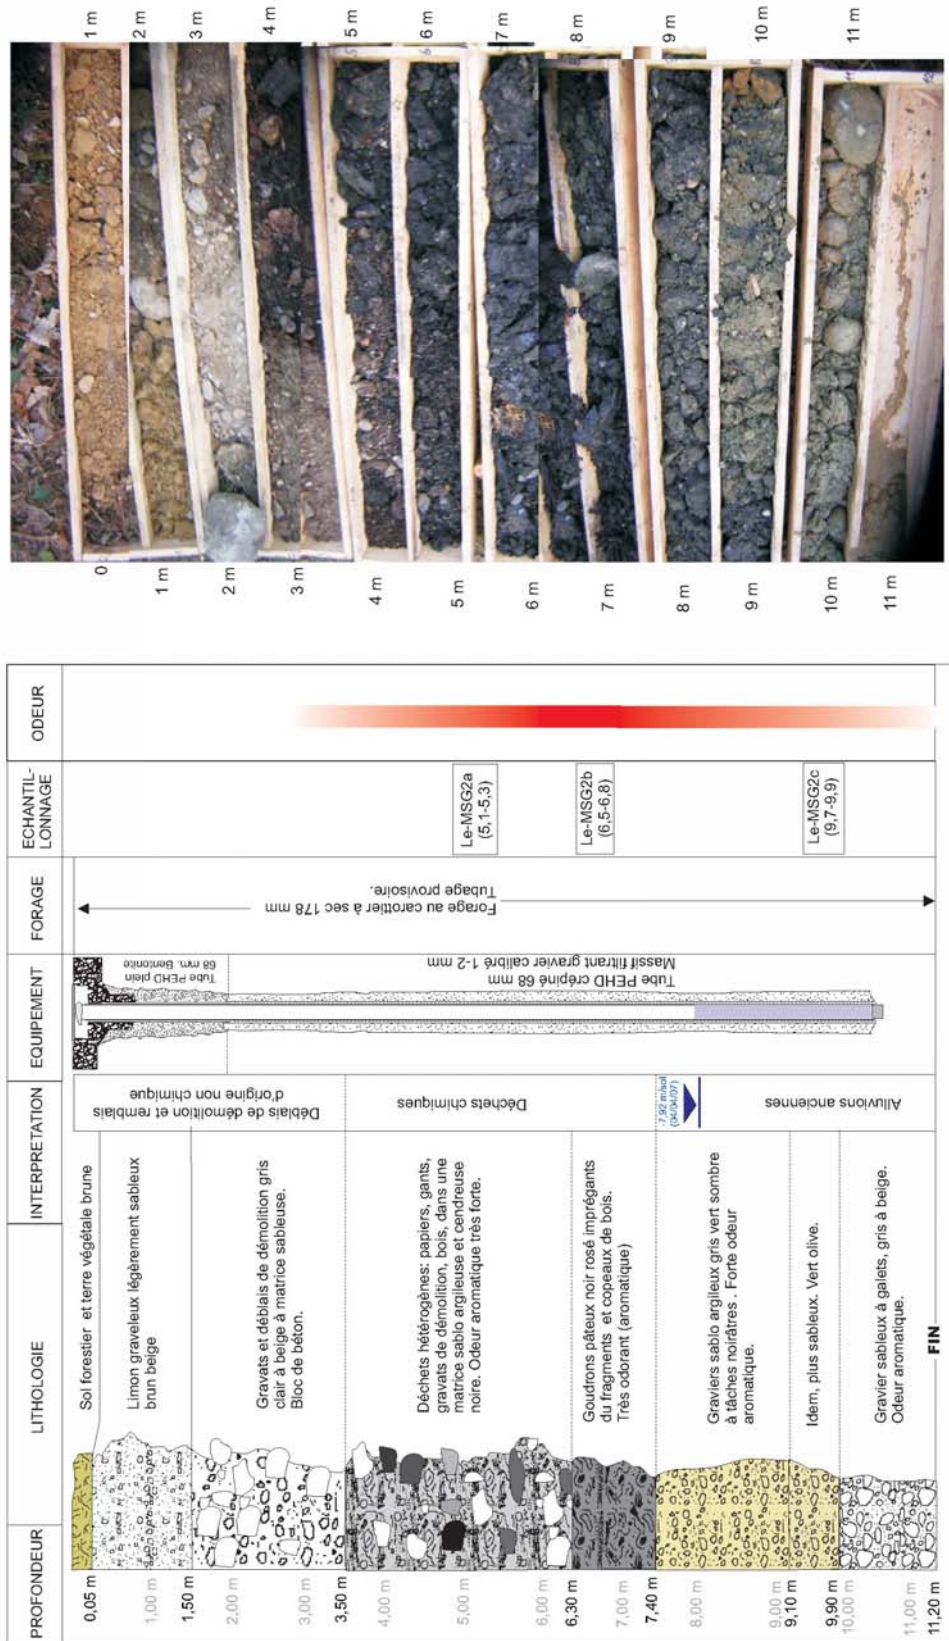 PROFONDEUR
LITHOLOGIE
INTERPRETATION
EQUIPEMENT
FORAGE
ECHANTIL-
LONNAGE
ODEUR
0,05 m
1,00 m
1,50 m
2,00 m
3,00 m
3,50 m
4,00 m
5,00 m
6,00 m
6,30 m
7,00 m
7,40 m
8,00 m
9,00 m
9,10 m
9,90 m
10,00 m
11,00 m
11,20 m
Sol forestier et terre végétale brune
Limon graveleux légèrement sableux
brun beige
Gravats et déblais de démolition gris
clair à beige à matrice sableuse.
Bloc de béton.
Déchets hétérogènes: papiers, gants,
gravats de démolition, bois, dans une
matrice sablo argileuse et cendreuse
noire. Odeur aromatique très forte.
Goudrons pâteux noir rosé imprégants
du fragments et copeaux de bois.
Très odorant (aromatique)
Graviers sablo argileux gris vert sombre
à tâches noirâtres . Forte odeur
aromatique.
Idem, plus sableux. Vert olive.
Gravier sableux à galets, gris à beige.
Odeur aromatique.
FIN
Déblais de démolition et remblais
d'origine non chimique
Déchets chimiques
-7,92 m/sol
(04/04/07)
Alluvions anciennes
Tube PEHD plein
68 mm. Bentonite
Tube PEHD crépiné 68 mm
Massif filtrant gravier calibré 1-2 mm
Forage au carottier à sec 178 mm
Tubage provisoire.
Le-MSG2a
(5,1-5,3)
Le-MSG2b
(6,5-6,8)
Le-MSG2c
(9,7-9,9)
0
1 m
2 m
3 m
4 m
5 m
6 m
7 m
8 m
9 m
10 m
11 m
1 m
2 m
3 m
4 m
5 m
6 m
7 m
8 m
9 m
10 m
11 m